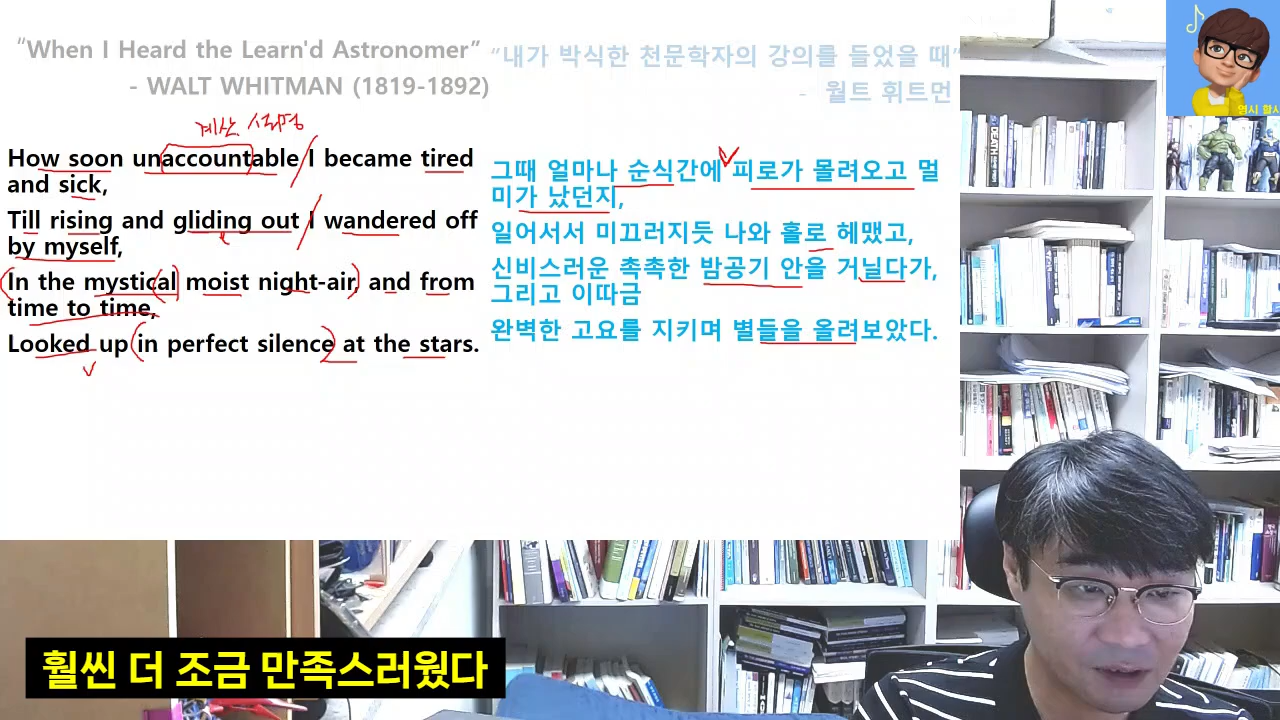 "When I Heard the Learn'd Astronomer"
- WALT WHITMAN (1819-1892)
"내가 박식한 천문학자의 강의를 들었을 때"
- 월트 휘트먼
계산 설명
How soon unaccountable I became tired
and sick,
Till rising and gliding out I wandered off
by myself,
In the mystical moist night-air, and from
time to time,
Looked up in perfect silence at the stars.
그때 얼마나 순식간에 피로가 몰려오고 멀
미가 났던지,
일어서서 미끄러지듯 나와 홀로 헤맸고,
신비스러운 촉촉한 밤공기 안을 거닐다가,
그리고 이따금
완벽한 고요를 지키며 별들을 올려보았다.
훨씬 더 조금 만족스러웠다